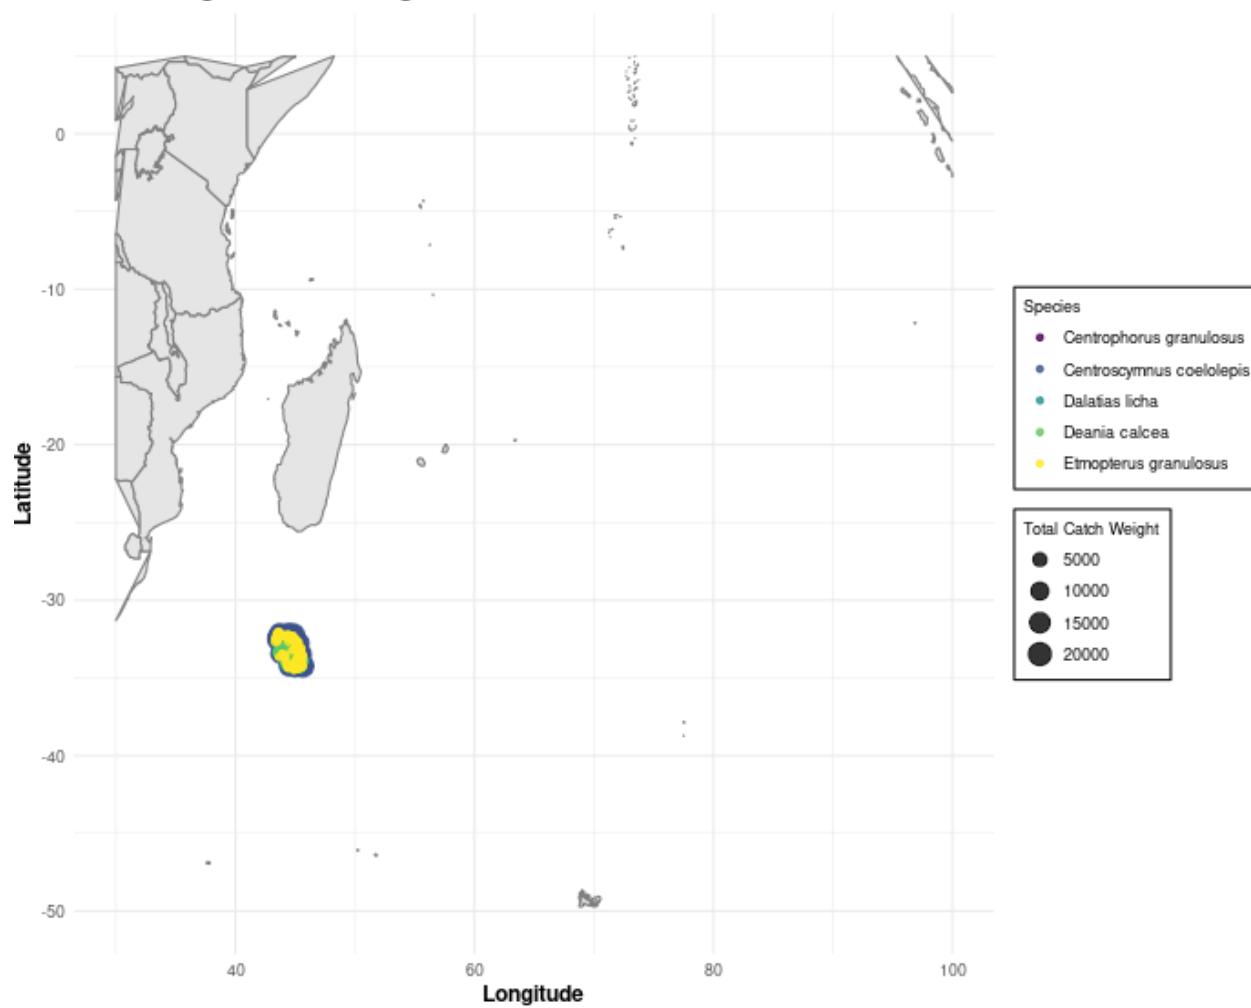 0
-10
-20
-30
-40
-50
Latitude
40
60
80
100
Longitude
Species
Centrophorus granulosus
Centroscymnus coelolepis
Dalatias licha
Deania calcea
Etmopterus granulosus
Total Catch Weight
5000
10000
15000
20000